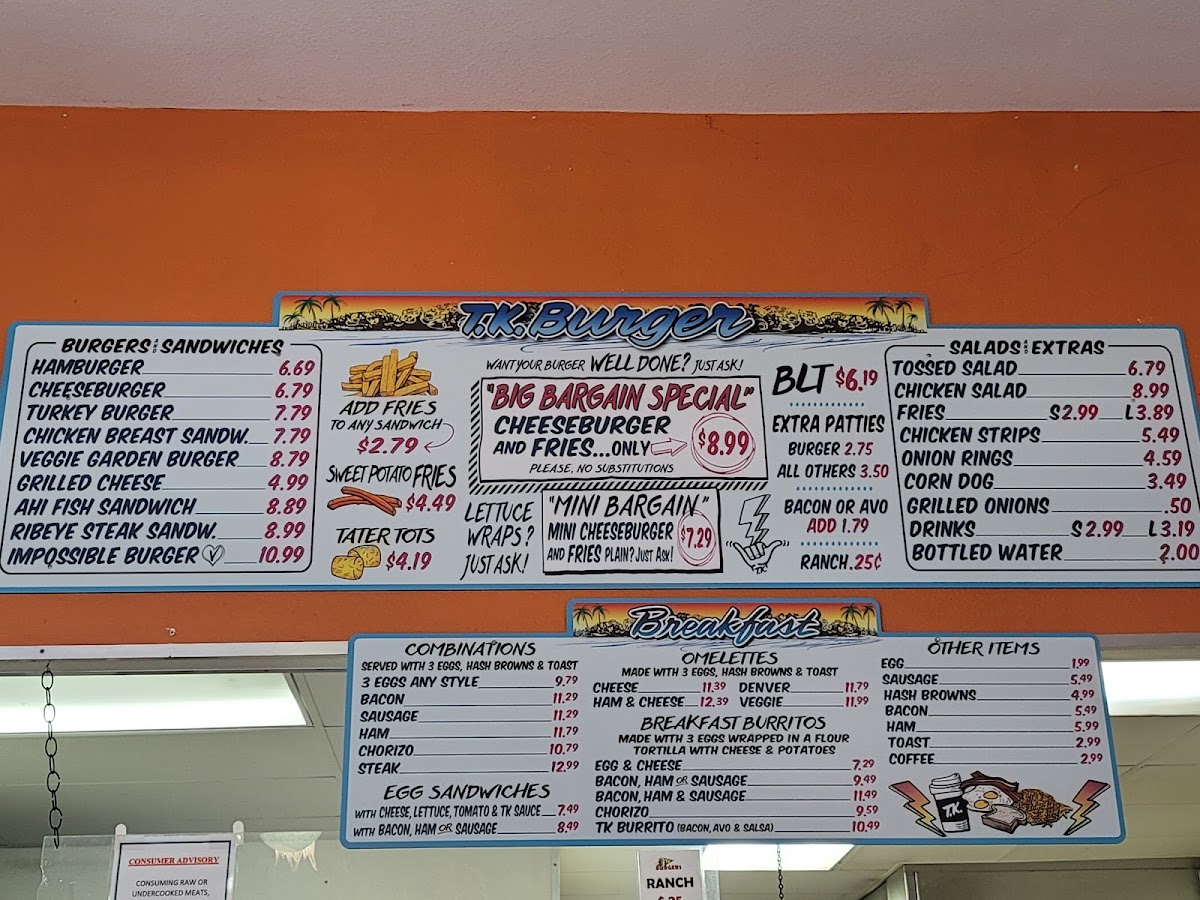 T.K. Burger
BURGERS AND SANDWICHES
HAMBURGER 6.69
CHEESEBURGER 6.79
TURKEY BURGER 7.79
CHICKEN BREAST SANDW. 7.79
VEGGIE GARDEN BURGER 8.79
GRILLED CHEESE 4.99
AHI FISH SANDWICH 8.89
RIBEYE STEAK SANDW. 8.99
IMPOSSIBLE BURGER 10.99
ADD FRIES
TO ANY SANDWICH
$2.79
SWEET POTATO FRIES
$4.49
TATER TOTS
$4.19
WANT YOUR BURGER WELL DONE? JUST ASK!
"BIG BARGAIN SPECIAL"
CHEESEBURGER
AND FRIES...ONLY $8.99
PLEASE, NO SUBSTITUTIONS
LETTUCE
WRAPS?
JUST ASK!
"MINI BARGAIN"
MINI CHEESEBURGER
AND FRIES PLAIN? JUST ASK!
$7.29
BLT $6.19
EXTRA PATTIES
BURGER 2.75
ALL OTHERS 3.50
BACON OR AVO
ADD 1.79
RANCH .25¢
TK
SALADS AND EXTRAS
TOSSED SALAD 6.79
CHICKEN SALAD 8.99
FRIES S2.99 L3.89
CHICKEN STRIPS 5.49
ONION RINGS 4.59
CORN DOG 3.49
GRILLED ONIONS .50
DRINKS S2.99 L3.19
BOTTLED WATER 2.00
Breakfast
COMBINATIONS
SERVED WITH 3 EGGS, HASH BROWNS & TOAST
3 EGGS ANY STYLE 9.79
BACON 11.29
SAUSAGE 11.29
HAM 11.79
CHORIZO 10.79
STEAK 12.99
EGG SANDWICHES
WITH CHEESE, LETTUCE, TOMATO & TK SAUCE 7.49
WITH BACON, HAM OR SAUSAGE 8.49
OMELETTES
MADE WITH 3 EGGS, HASH BROWNS & TOAST
CHEESE 11.39 DENVER 11.79
HAM & CHEESE 12.39 VEGGIE 11.99
BREAKFAST BURRITOS
MADE WITH 3 EGGS WRAPPED IN A FLOUR
TORTILLA WITH CHEESE & POTATOES
EGG & CHEESE 7.29
BACON, HAM OR SAUSAGE 9.49
BACON, HAM & SAUSAGE 11.49
CHORIZO 9.59
TK BURRITO (BACON, AVO & SALSA) 10.49
OTHER ITEMS
EGG 1.99
SAUSAGE 5.49
HASH BROWNS 4.99
BACON 5.49
HAM 5.99
TOAST 2.99
COFFEE 2.99
T.K.
CONSUMER ADVISORY
CONSUMING RAW OR
UNDERCOOKED MEATS,
BURGERS
RANCH